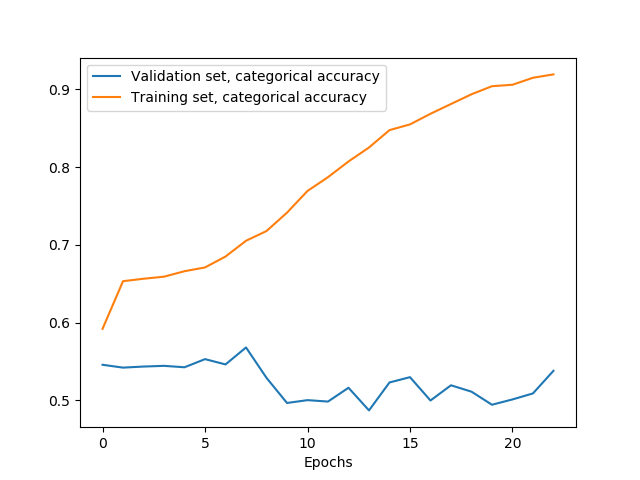 Validation set, categorical accuracy
Training set, categorical accuracy
0.9
0.8
0.7
0.6
0.5
0 5 10 15 20
Epochs